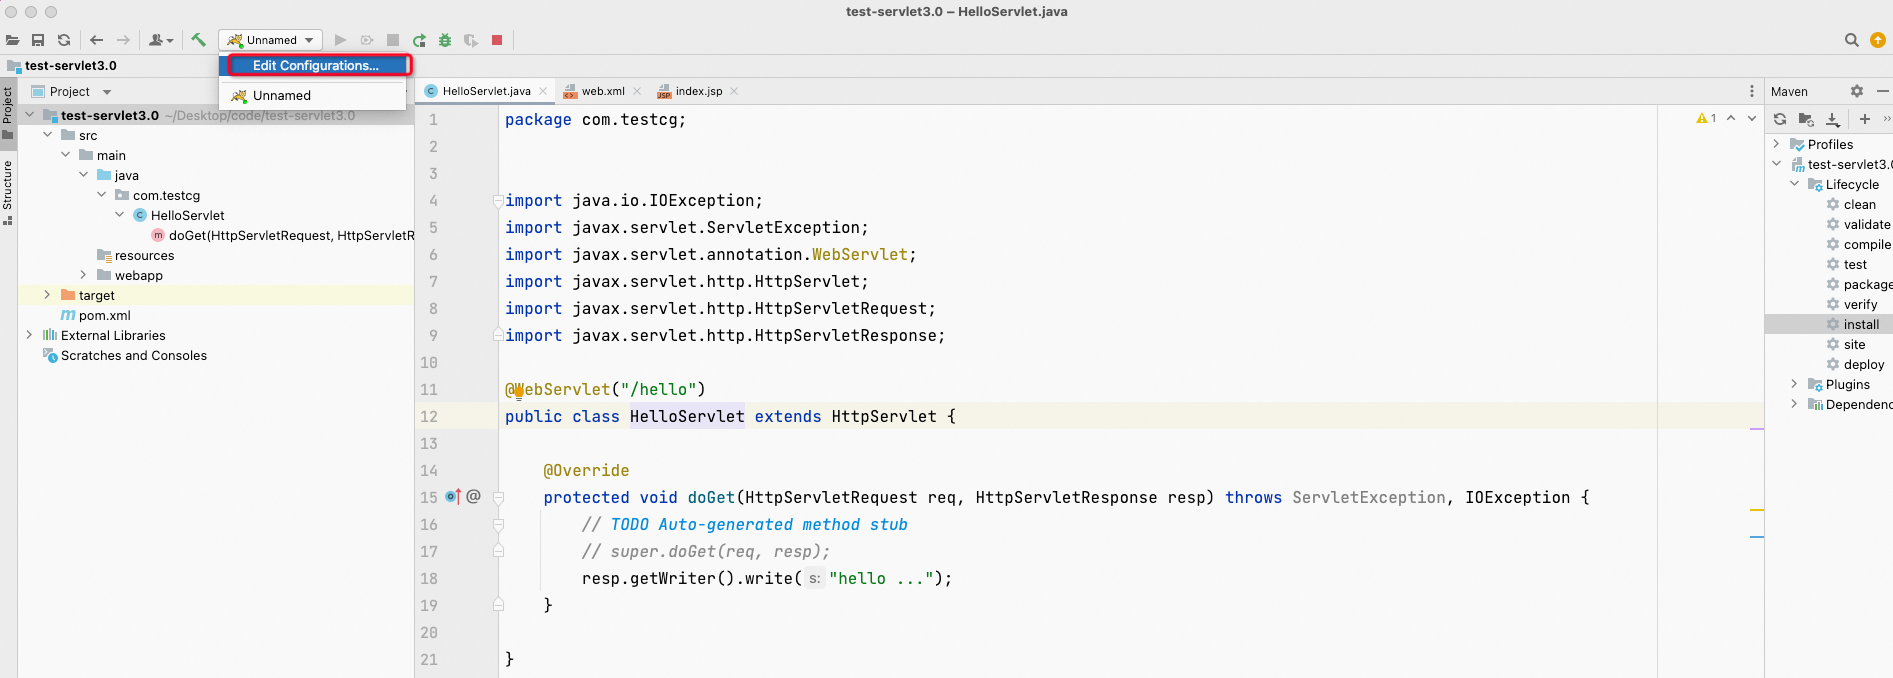 test-servlet3.0 – HelloServlet.java
Unnamed
test-servlet3.0
Edit Configurations...
Unnamed
Project
Structure
Project
test-servlet3.0 ~/Desktop/code/test-servlet3.0
src
main
java
com.testcg
HelloServlet
doGet(HttpServletRequest, HttpServletR
resources
webapp
target
pom.xml
External Libraries
Scratches and Consoles
HelloServlet.java
web.xml
index.jsp
1 package com.testcg;
2
3
4 import java.io.IOException;
5 import javax.servlet.ServletException;
6 import javax.servlet.annotation.WebServlet;
7 import javax.servlet.http.HttpServlet;
8 import javax.servlet.http.HttpServletRequest;
9 import javax.servlet.http.HttpServletResponse;
10
11 @WebServlet("/hello")
12 public class HelloServlet extends HttpServlet {
13
14 @Override
15 @ protected void doGet(HttpServletRequest req, HttpServletResponse resp) throws ServletException, IOException {
16 // TODO Auto-generated method stub
17 // super.doGet(req, resp);
18 resp.getWriter().write( s: "hello ...");
19 }
20
21 }
1
Maven
Profiles
test-servlet3.0
Lifecycle
clean
validate
compile
test
package
verify
install
site
deploy
Plugins
Dependenc